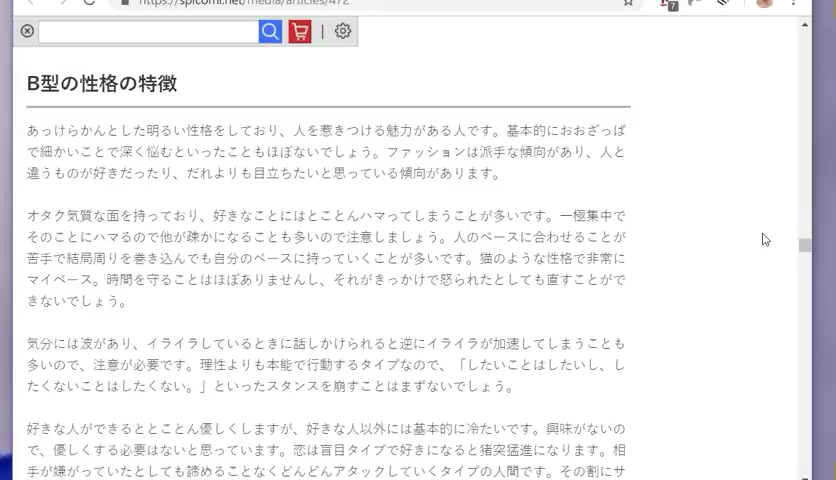 https://spicomi.net/media/articles/472
7
|
B型の性格の特徴
あっけらかんとした明るい性格をしており、人を惹きつける魅力がある人です。基本的におおざっぱ
で細かいことで深く悩むといったこともほぼないでしょう。ファッションは派手な傾向があり、人と
違うものが好きだったり、だれよりも目立ちたいと思っている傾向があります。
オタク気質な面を持っており、好きなことにはとことんハマってしまうことが多いです。一極集中で
そのことにハマるので他が疎かになることも多いので注意しましょう。人のペースに合わせることが
苦手で結局周りを巻き込んでも自分のペースに持っていくことが多いです。猫のような性格で非常に
マイペース。時間を守ることはほぼありませんし、それがきっかけで怒られたとしても直すことがで
きないでしょう。
気分には波があり、イライラしているときに話しかけられると逆にイライラが加速してしまうことも
多いので、注意が必要です。理性よりも本能で行動するタイプなので、「したいことはしたいし、し
たくないことはしたくない。」といったスタンスを崩すことはまずないでしょう。
好きな人ができるととことん優しくしますが、好きな人以外には基本的に冷たいです。興味がないの
で、優しくする必要はないと思っています。恋は盲目タイプで好きになると猪突猛進になります。相
手が嫌がっていたとしても諦めることなくどんどんアタックしていくタイプの人間です。その割にサ